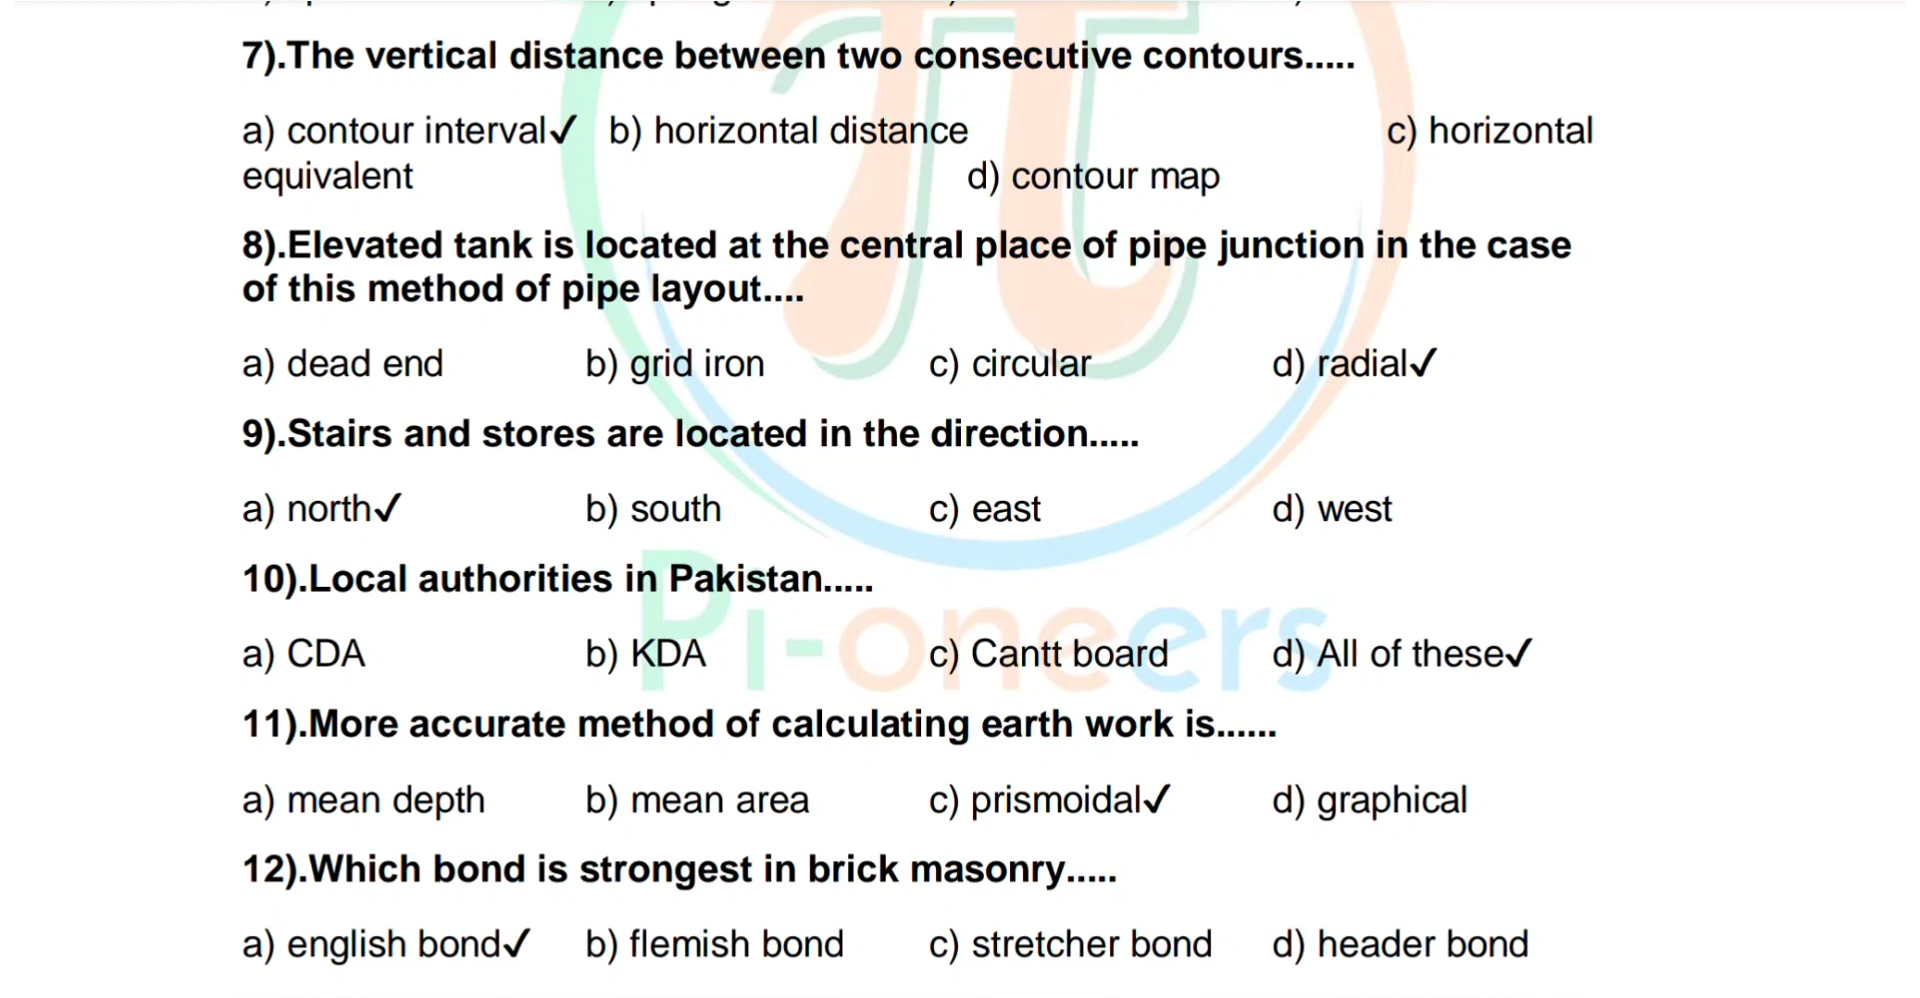 7).The vertical distance between two consecutive contours.....
a) contour interval✓ b) horizontal distance c) horizontal
equivalent d) contour map
8).Elevated tank is located at the central place of pipe junction in the case
of this method of pipe layout....
a) dead end b) grid iron c) circular d) radial✓
9).Stairs and stores are located in the direction.....
a) north✓ b) south c) east d) west
10).Local authorities in Pakistan.....
a) CDA b) KDA c) Cantt board d) All of these✓
Pi-oneers
11).More accurate method of calculating earth work is......
a) mean depth b) mean area c) prismoidal✓ d) graphical
12).Which bond is strongest in brick masonry.....
a) english bond✓ b) flemish bond c) stretcher bond d) header bond